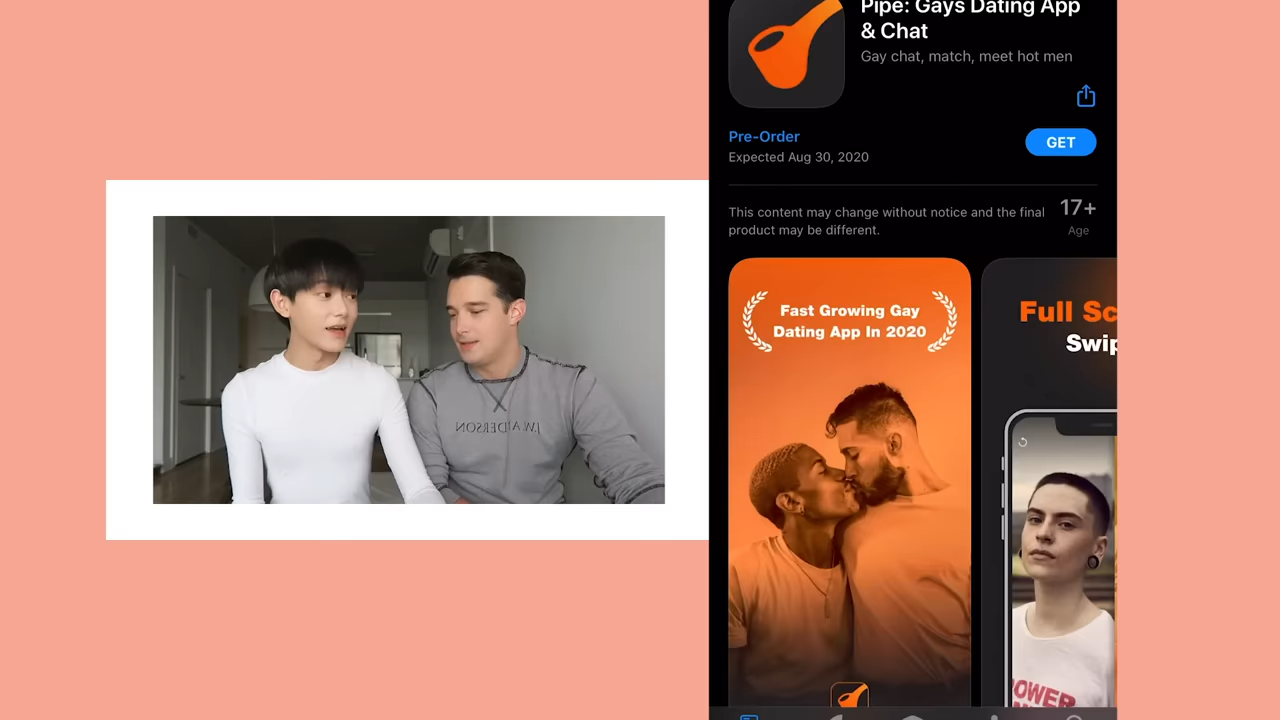 Pipe: Gays Dating App
& Chat
Gay chat, match, meet hot men
Pre-Order
Expected Aug 30, 2020
GET
This content may change without notice and the final
product may be different.
17+
Age
Fast Growing Gay
Dating App In 2020
Full Sc
Swip
J.W.ANDERSON
OWER